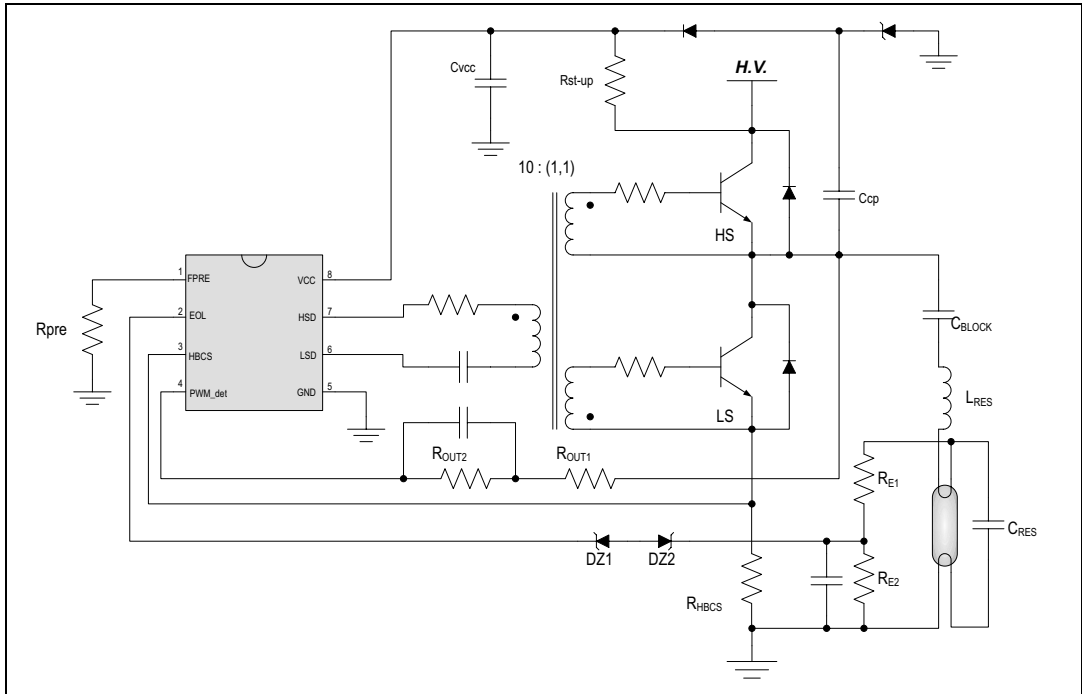 Cvcc
Rst-up
H.V.
10 : (1,1)
Ccp
HS
1 FPRE
VCC 8
Rpre
2 EOL
HSD 7
3 HBCS
LSD 6
4 PWM_det
GND 5
CBLOCK
LRES
LS
ROUT2
ROUT1
RE1
CRES
DZ1
DZ2
RE2
RHBCS